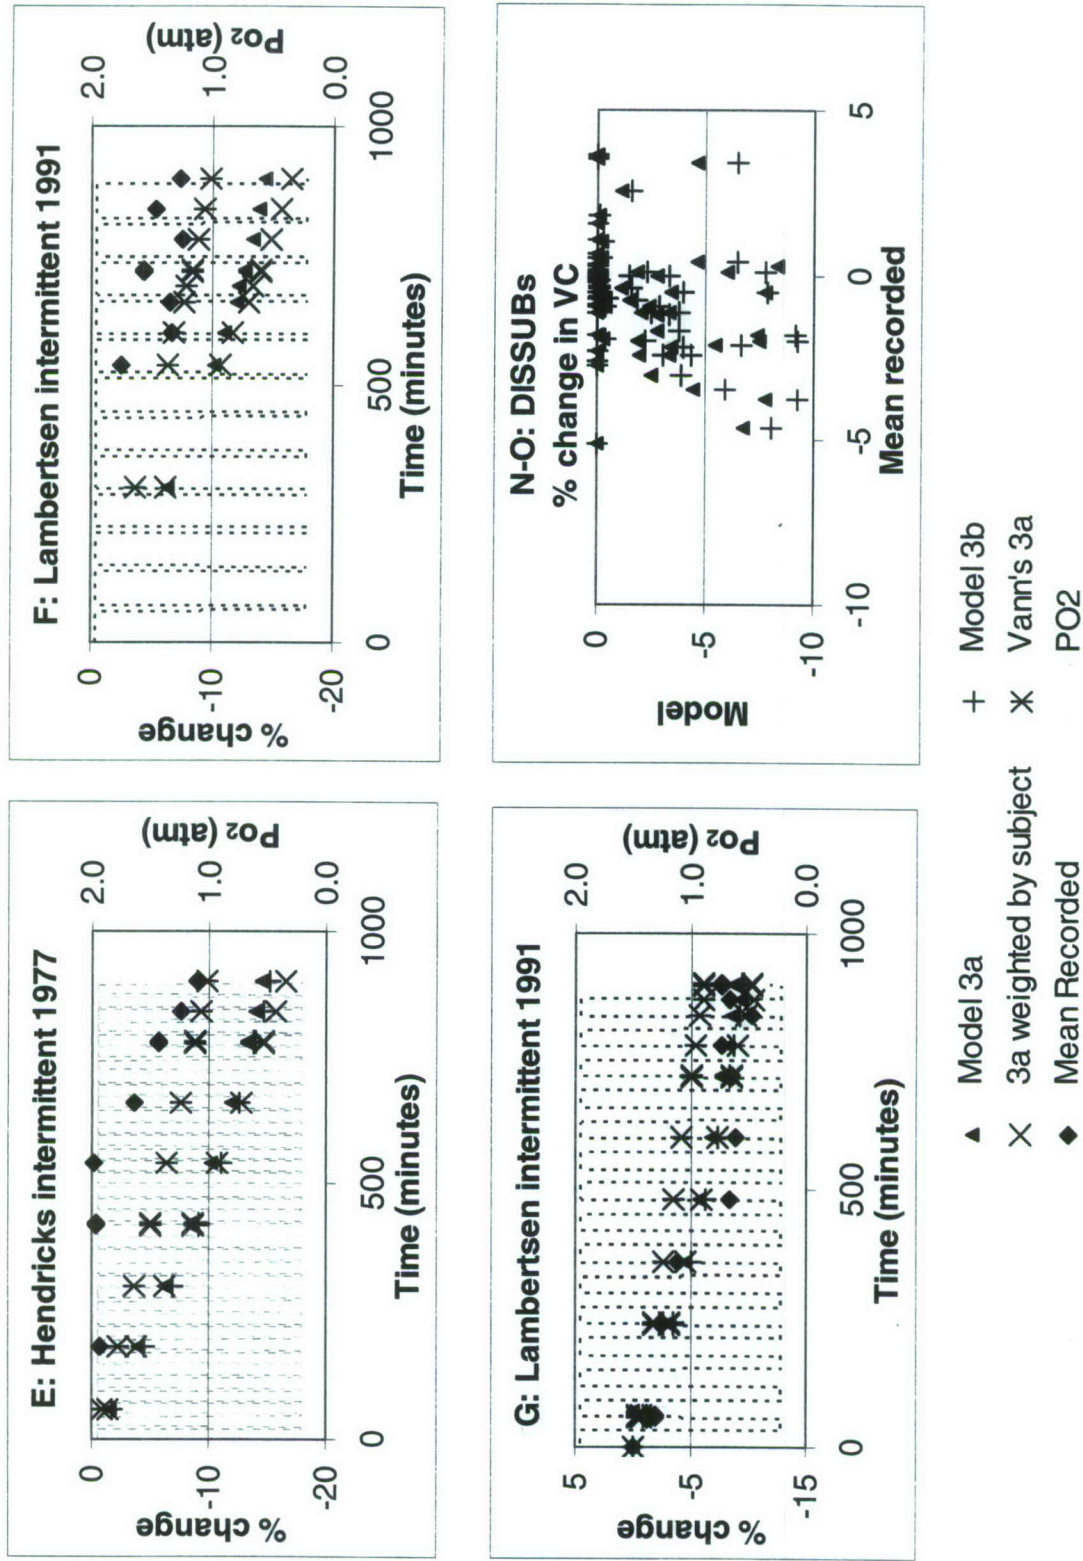 E: Hendricks intermittent 1977
0
-10
-20
% change
2.0
1.0
0.0
Po2 (atm)
0
500
1000
Time (minutes)
F: Lambertsen intermittent 1991
0
-10
-20
% change
2.0
1.0
0.0
Po2 (atm)
0
500
1000
Time (minutes)
G: Lambertsen intermittent 1991
5
-5
-15
% change
2.0
1.0
0.0
Po2 (atm)
0
500
1000
Time (minutes)
N-O: DISSUBs
% change in VC
0
-5
-10
Model
-10
-5
0
5
Mean recorded
Model 3a
Model 3b
3a weighted by subject
Vann's 3a
Mean Recorded
PO2